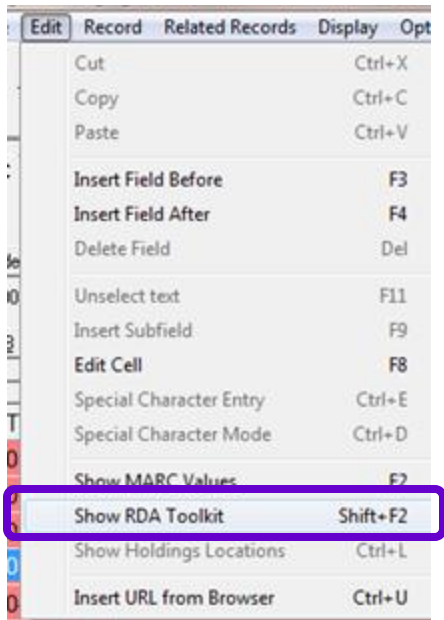 Edit Record Related Records Display Opt
Cut Ctrl+X
Copy Ctrl+C
Paste Ctrl+V
Insert Field Before F3
Insert Field After F4
Delete Field Del
Unselect text F11
Insert Subfield F9
Edit Cell F8
Special Character Entry Ctrl+E
Special Character Mode Ctrl+D
Show MARC Values F2
Show RDA Toolkit Shift+F2
Show Holdings Locations Ctrl+L
Insert URL from Browser Ctrl+U